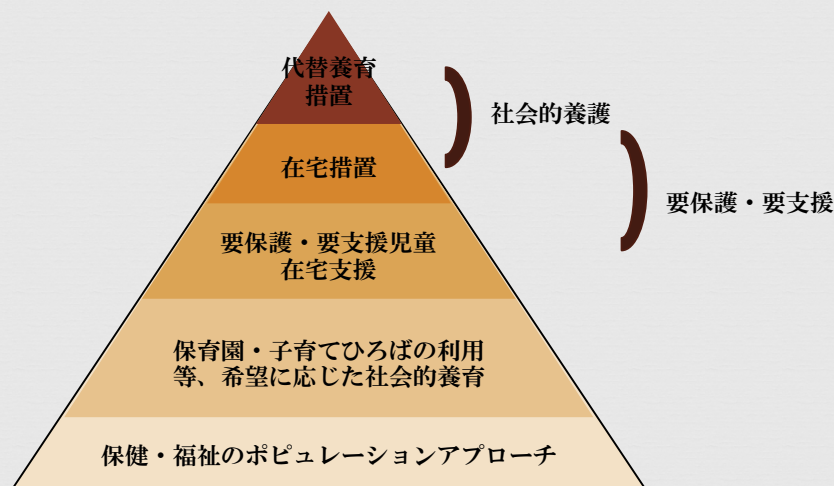 代替養育
措置
社会的養護
在宅措置
要保護・要支援
要保護・要支援児童
在宅支援
保育園・子育てひろばの利用
等、希望に応じた社会的養育
保健・福祉のポピュレーションアプローチ